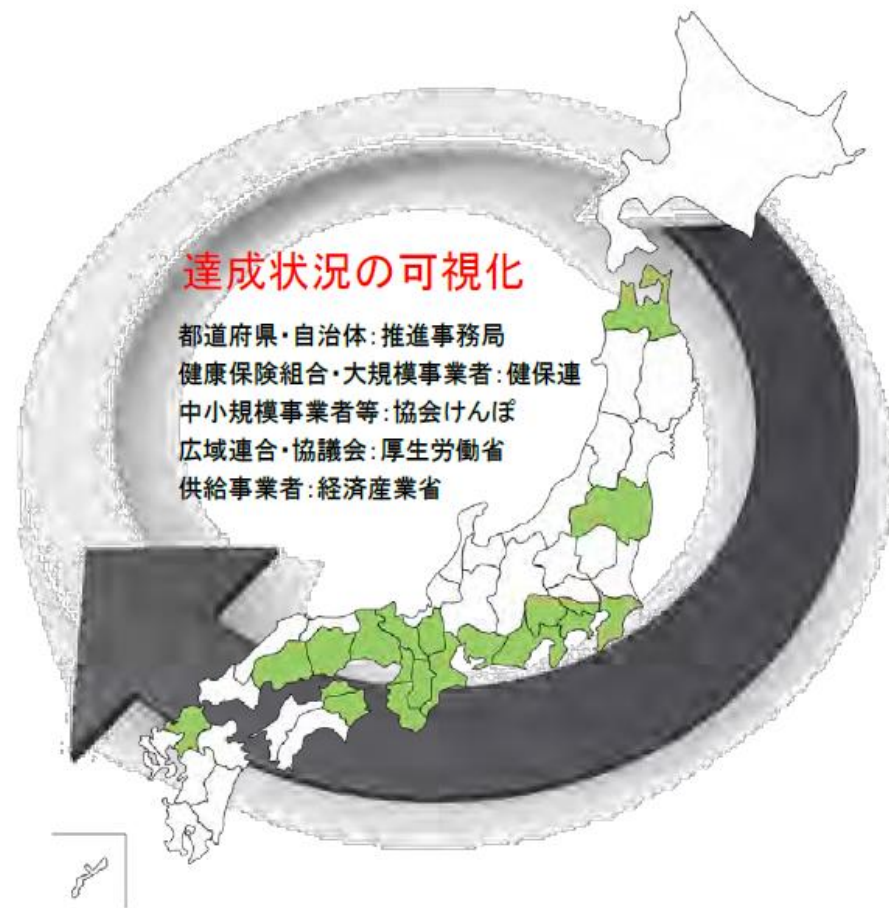 達成状況の可視化
都道府県・自治体:推進事務局
健康保険組合・大規模事業者:健保連
中小規模事業者等:協会けんぽ
広域連合・協議会:厚生労働省
供給事業者:経済産業省